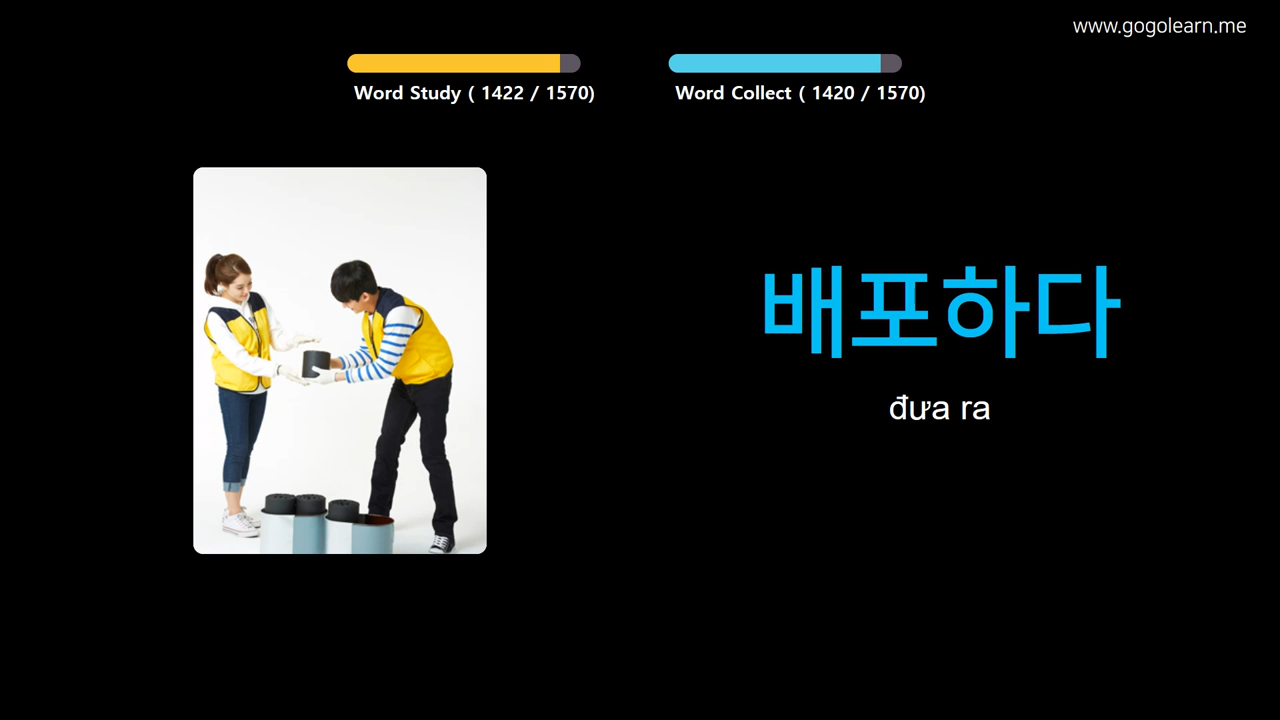 www.gogolearn.me
Word Study ( 1422 / 1570)
Word Collect ( 1420 / 1570)
배포하다
đưa ra